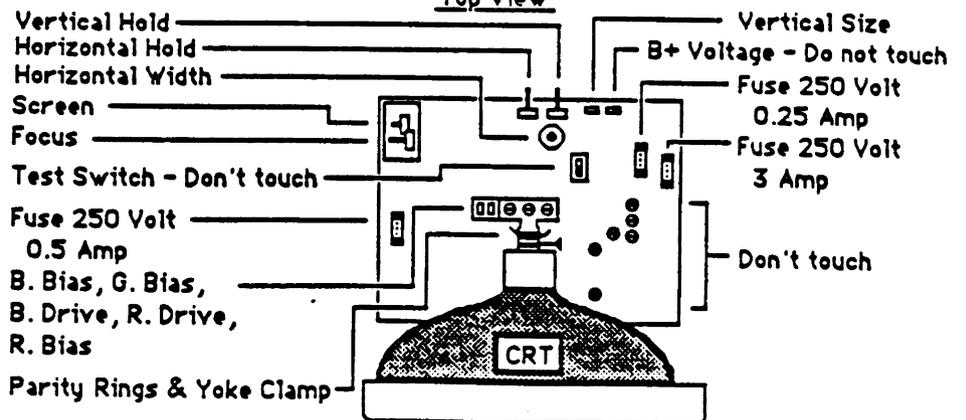 Top View
Vertical Hold
Horizontal Hold
Horizontal Width
Screen
Focus
Test Switch - Don't touch
Fuse 250 Volt
0.5 Amp
B. Bias, G. Bias,
B. Drive, R. Drive,
R. Bias
Parity Rings & Yoke Clamp
Vertical Size
B+ Voltage - Do not touch
Fuse 250 Volt
0.25 Amp
Fuse 250 Volt
3 Amp
Don't touch
CRT